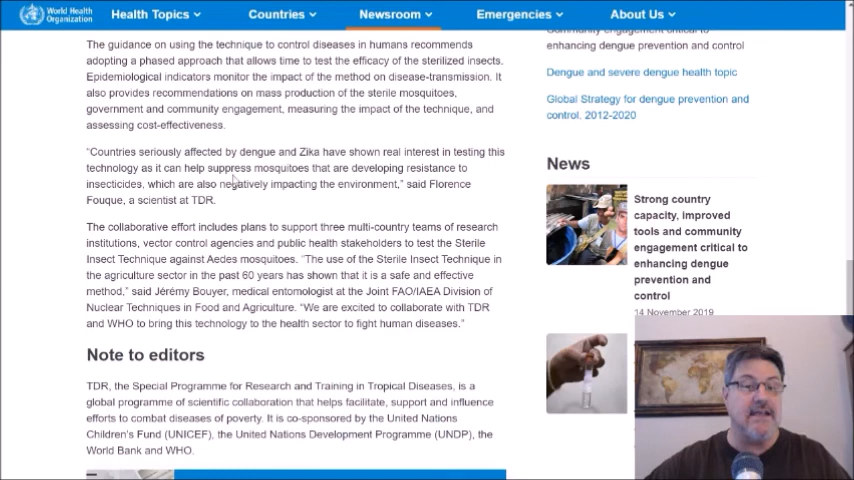 World Health
Organization
Health Topics
Countries
Newsroom
Emergencies
About Us
The guidance on using the technique to control diseases in humans recommends
adopting a phased approach that allows time to test the efficacy of the sterilized insects.
Epidemiological indicators monitor the impact of the method on disease-transmission. It
also provides recommendations on mass production of the sterile mosquitoes,
government and community engagement, measuring the impact of the technique, and
assessing cost-effectiveness.
“Countries seriously affected by dengue and Zika have shown real interest in testing this
technology as it can help suppress mosquitoes that are developing resistance to
insecticides, which are also negatively impacting the environment,” said Florence
Fouque, a scientist at TDR.
The collaborative effort includes plans to support three multi-country teams of research
institutions, vector control agencies and public health stakeholders to test the Sterile
Insect Technique against Aedes mosquitoes. “The use of the Sterile Insect Technique in
the agriculture sector in the past 60 years has shown that it is a safe and effective
method,” said Jérémy Bouyer, medical entomologist at the Joint FAO/IAEA Division of
Nuclear Techniques in Food and Agriculture. “We are excited to collaborate with TDR
and WHO to bring this technology to the health sector to fight human diseases.”
Note to editors
TDR, the Special Programme for Research and Training in Tropical Diseases, is a
global programme of scientific collaboration that helps facilitate, support and influence
efforts to combat diseases of poverty. It is co-sponsored by the United Nations
Children’s Fund (UNICEF), the United Nations Development Programme (UNDP), the
World Bank and WHO.
Community engagement critical to
enhancing dengue prevention and control
Dengue and severe dengue health topic
Global Strategy for dengue prevention and
control, 2012-2020
News
Strong country
capacity, improved
tools and community
engagement critical to
enhancing dengue
prevention and
control
14 November 2019